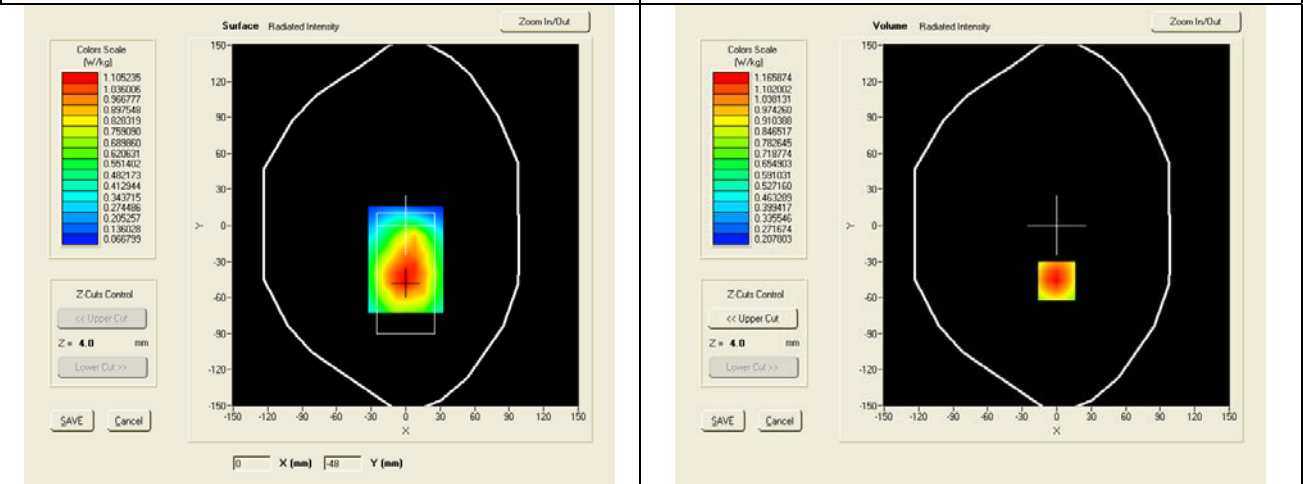 Surface Radiated Intensity
Zoom In/Out
Colors Scale
(W/kg)
1.105235
1.036006
0.966777
0.897548
0.828319
0.759090
0.689860
0.620631
0.551402
0.482173
0.412944
0.343715
0.274486
0.205257
0.136028
0.066799
150
120
90
60
30
0
-30
-60
-90
-120
-150
Y
-150 -120 -90 -60 -30 0 30 60 90 120 150
X
Z-Cuts Control
<< Upper Cut
Z = 4.0 mm
Lower Cut >>
SAVE Cancel
0 X (mm) -48 Y (mm)
Volume Radiated Intensity
Zoom In/Out
Colors Scale
(W/kg)
1.165874
1.102002
1.038131
0.974260
0.910388
0.846517
0.782645
0.718774
0.654903
0.591031
0.527160
0.463289
0.399417
0.335546
0.271674
0.207803
150
120
90
60
30
0
-30
-60
-90
-120
-150
Y
-150 -120 -90 -60 -30 0 30 60 90 120 150
X
Z-Cuts Control
<< Upper Cut
Z = 4.0 mm
Lower Cut >>
SAVE Cancel